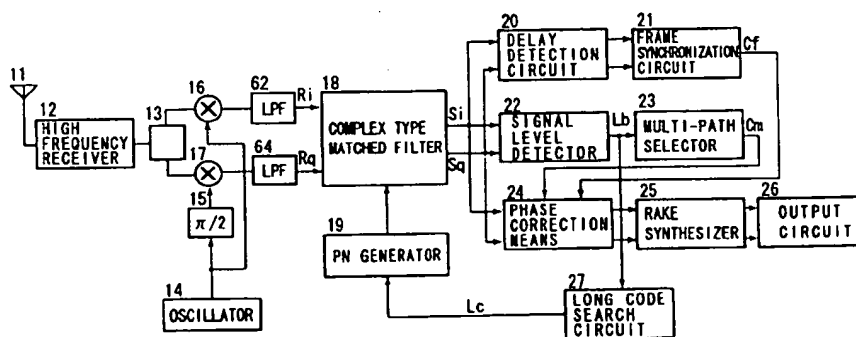 11
12
HIGH
FREQUENCY
RECEIVER
13
16
17
15
π/2
14
OSCILLATOR
62
LPF
Ri
64
LPF
Rq
18
COMPLEX TYPE
MATCHED FILTER
Si
Sq
19
PN GENERATOR
Lc
20
DELAY
DETECTION
CIRCUIT
21
FRAME
SYNCHRONIZATION
CIRCUIT
Cf
22
SIGNAL
LEVEL
DETECTOR
Lb
23
MULTI-PATH
SELECTOR
Cm
24
PHASE
CORRECTION
MEANS
25
RAKE
SYNTHESIZER
26
OUTPUT
CIRCUIT
27
LONG CODE
SEARCH
CIRCUIT